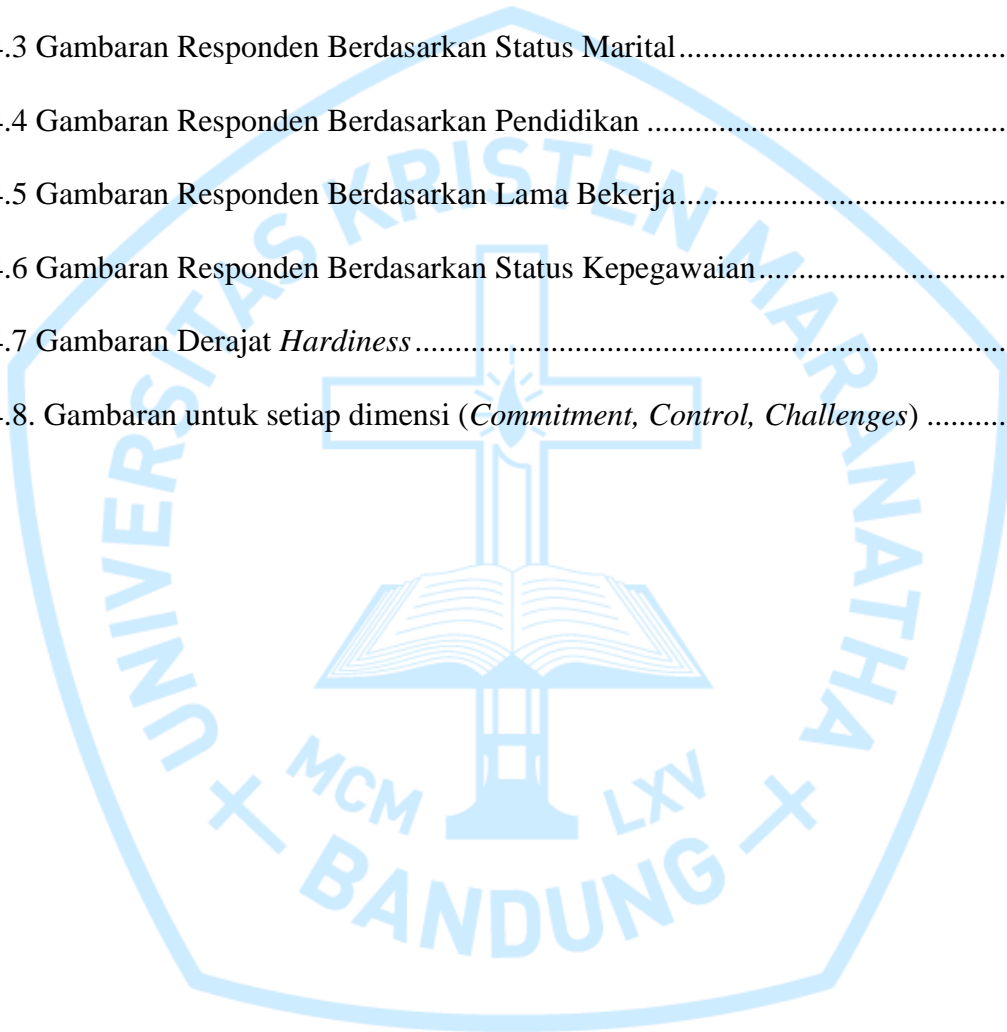 .3 Gambaran Responden Berdasarkan Status Marital.......................................
.4 Gambaran Responden Berdasarkan Pendidikan ...........................................
.5 Gambaran Responden Berdasarkan Lama Bekerja.......................................
.6 Gambaran Responden Berdasarkan Status Kepegawaian..............................
.7 Gambaran Derajat Hardiness........................................................................
.8. Gambaran untuk setiap dimensi (Commitment, Control, Challenges) ..........
UNIVERSITAS KRISTEN MARANATHA
MCM LXV
BANDUNG